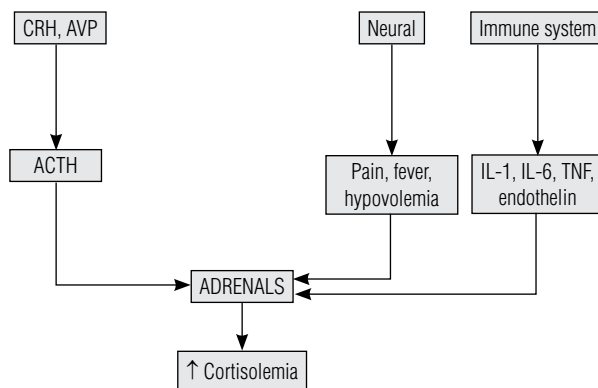 CRH, AVP
Neural
Immune system
ACTH
Pain, fever,
hypovolemia
IL-1, IL-6, TNF,
endothelin
ADRENALS
↑ Cortisolemia